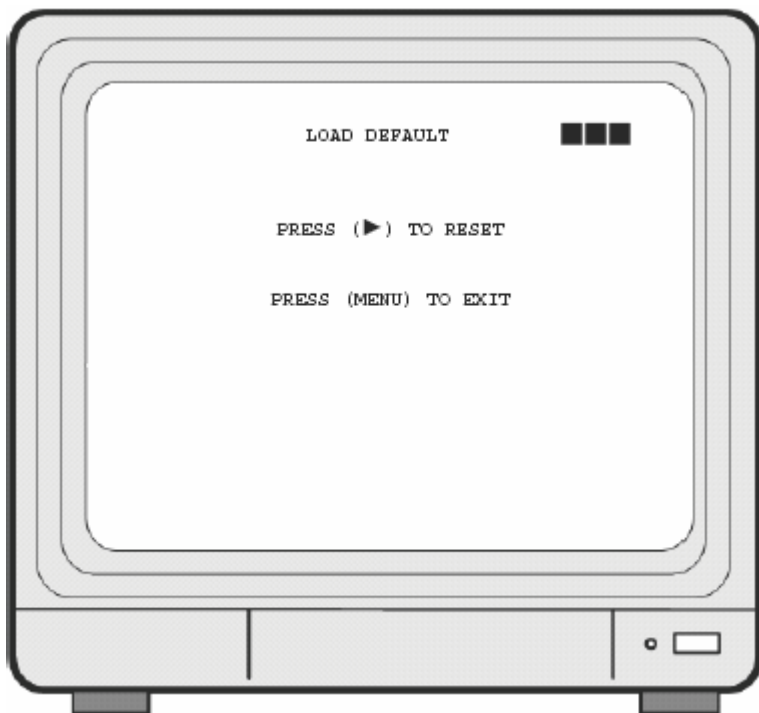 LOAD DEFAULT
PRESS (▶) TO RESET
PRESS (MENU) TO EXIT